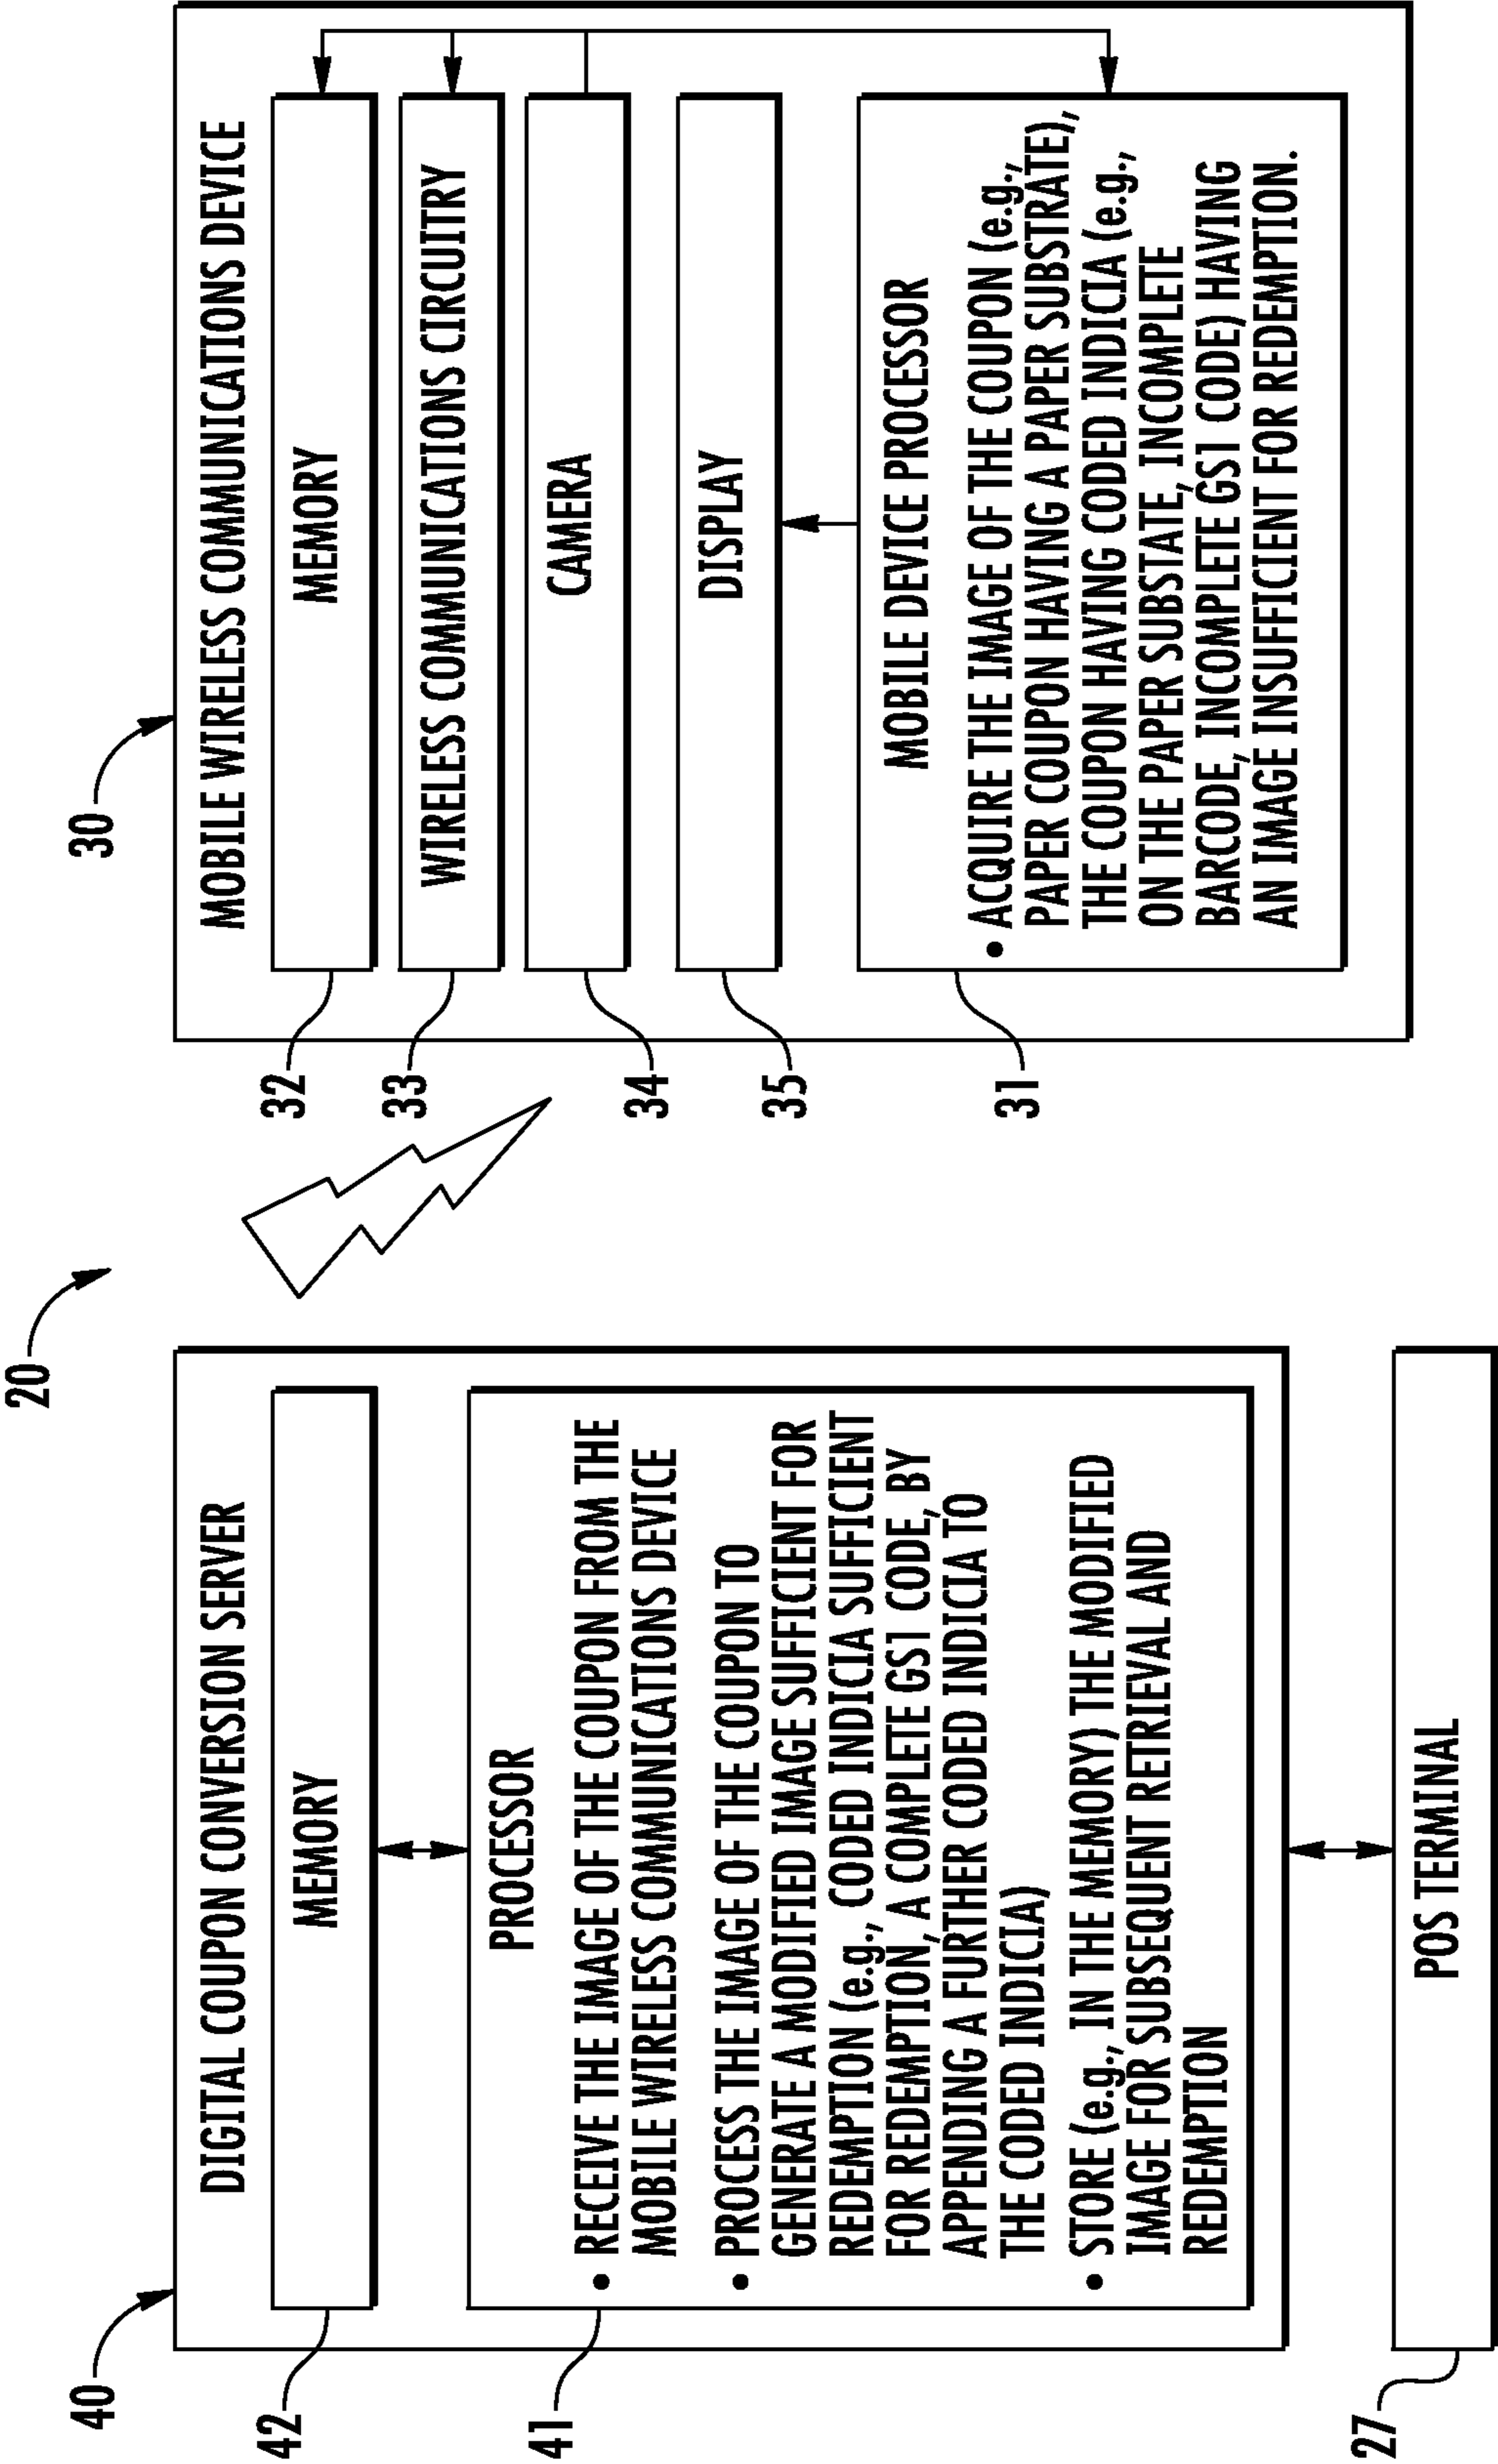 20
40
DIGITAL COUPON CONVERSION SERVER
42
MEMORY
41
PROCESSOR
• RECEIVE THE IMAGE OF THE COUPON FROM THE
MOBILE WIRELESS COMMUNICATIONS DEVICE
• PROCESS THE IMAGE OF THE COUPON TO
GENERATE A MODIFIED IMAGE SUFFICIENT FOR
REDEMPTION (e.g., CODED INDICIA SUFFICIENT
FOR REDEMPTION, A COMPLETE GS1 CODE, BY
APPENDING A FURTHER CODED INDICIA TO
THE CODED INDICIA)
• STORE (e.g., IN THE MEMORY) THE MODIFIED
IMAGE FOR SUBSEQUENT RETRIEVAL AND
REDEMPTION
27
POS TERMINAL
30
MOBILE WIRELESS COMMUNICATIONS DEVICE
32
MEMORY
33
WIRELESS COMMUNICATIONS CIRCUITRY
34
CAMERA
35
DISPLAY
31
MOBILE DEVICE PROCESSOR
• ACQUIRE THE IMAGE OF THE COUPON (e.g.,
PAPER COUPON HAVING A PAPER SUBSTRATE),
THE COUPON HAVING CODED INDICIA (e.g.,
ON THE PAPER SUBSTATE, INCOMPLETE
BARCODE, INCOMPLETE GS1 CODE) HAVING
AN IMAGE INSUFFICIENT FOR REDEMPTION.